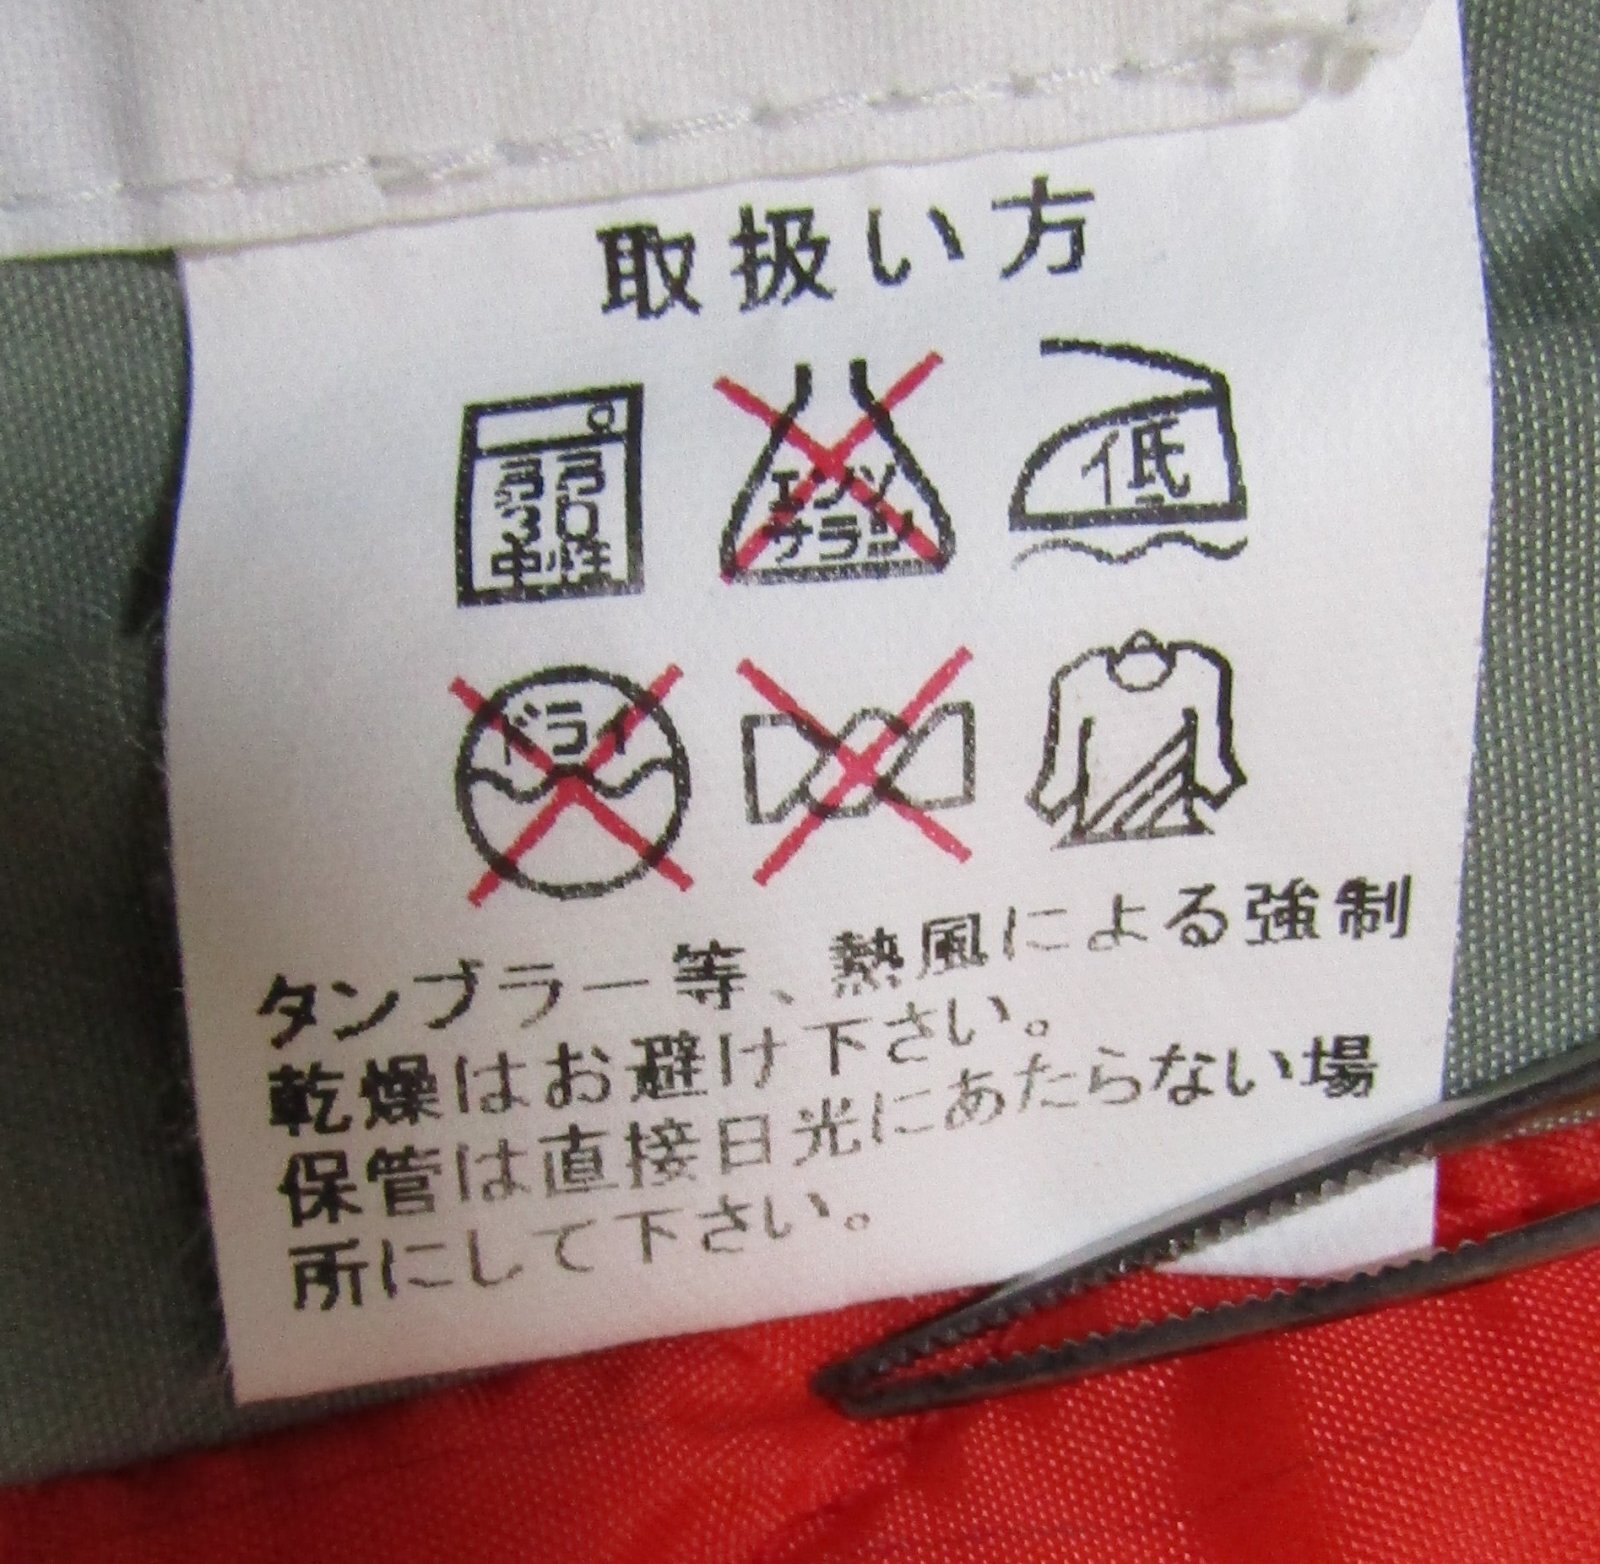 取扱い方
弱
中性
エンソ
サラシ
低
ドライ
タンブラー等、熱風による強制
乾燥はお避け下さい。
保管は直接日光にあたらない場
所にして下さい。